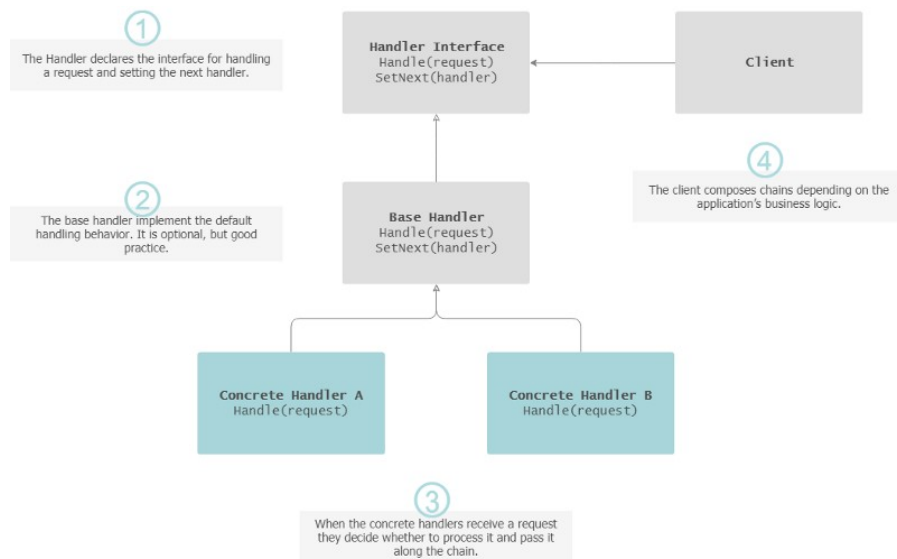 1
The Handler declares the interface for handling
a request and setting the next handler.
Handler Interface
Handle(request)
SetNext(handler)
Client
2
The base handler implement the default
handling behavior. It is optional, but good
practice.
Base Handler
Handle(request)
SetNext(handler)
4
The client composes chains depending on the
application's business logic.
Concrete Handler A
Handle(request)
Concrete Handler B
Handle(request)
3
When the concrete handlers receive a request
they decide whether to process it and pass it
along the chain.